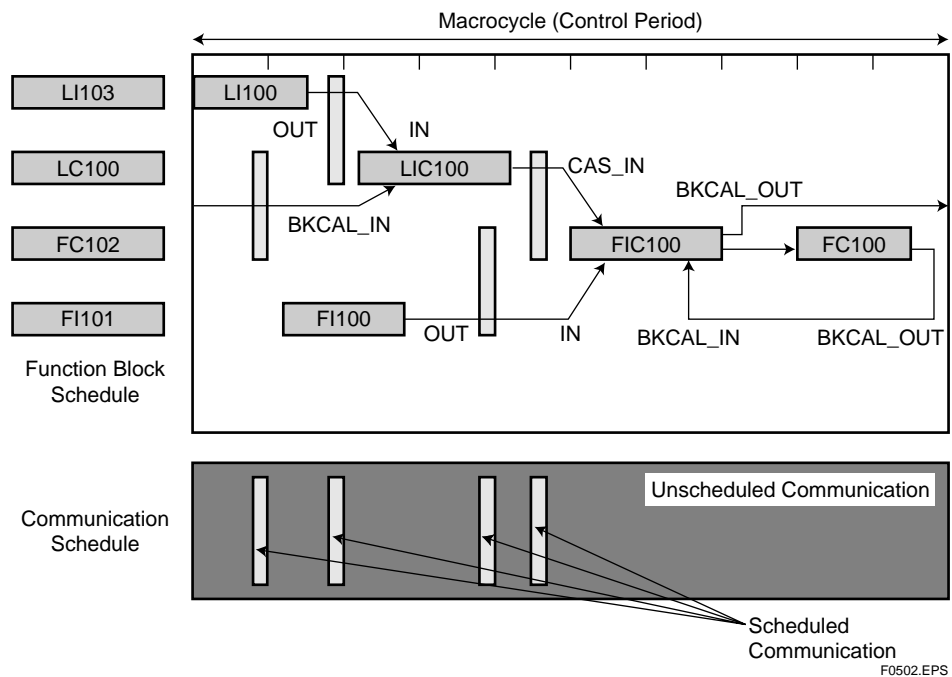 Macrocycle (Control Period)
LI103
LI100
OUT
IN
LC100
LIC100
CAS_IN
BKCAL_IN
BKCAL_OUT
FC102
FIC100
FC100
FI101
FI100
OUT
IN
BKCAL_IN
BKCAL_OUT
Function Block
Schedule
Unscheduled Communication
Communication
Schedule
Scheduled
Communication
F0502.EPS